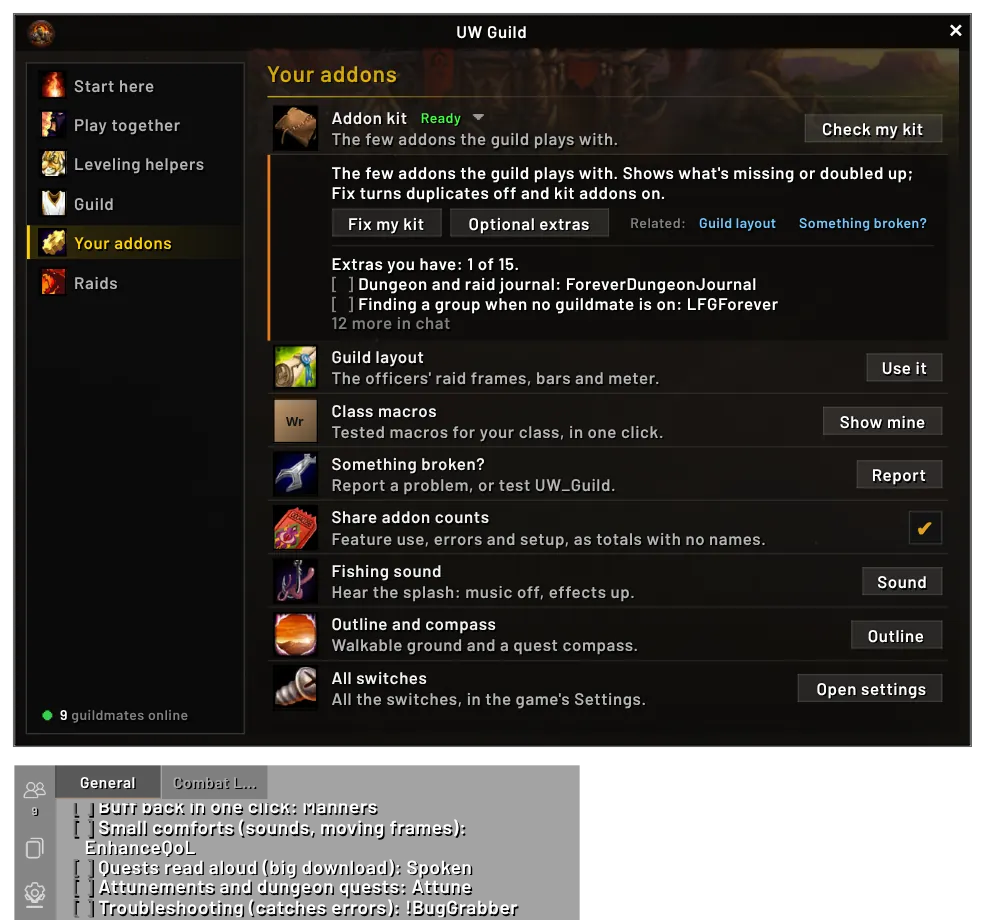 UW Guild
Start here
Play together
Leveling helpers
Guild
Your addons
Raids
9 guildmates online
Your addons
Addon kit Ready
The few addons the guild plays with.
Check my kit
The few addons the guild plays with. Shows what's missing or doubled up;
Fix turns duplicates off and kit addons on.
Fix my kit
Optional extras
Related: Guild layout Something broken?
Extras you have: 1 of 15.
[ ] Dungeon and raid journal: ForeverDungeonJournal
[ ] Finding a group when no guildmate is on: LFGForever
12 more in chat
Guild layout
The officers' raid frames, bars and meter.
Use it
Wr
Class macros
Tested macros for your class, in one click.
Show mine
Something broken?
Report a problem, or test UW_Guild.
Report
Share addon counts
Feature use, errors and setup, as totals with no names.
Fishing sound
Hear the splash: music off, effects up.
Sound
Outline and compass
Walkable ground and a quest compass.
Outline
All switches
All the switches, in the game's Settings.
Open settings
General
Combat L...
9
[ ] Buff back in one click: Manners
[ ] Small comforts (sounds, moving frames):
EnhanceQoL
[ ] Quests read aloud (big download): Spoken
[ ] Attunements and dungeon quests: Attune
[ ] Troubleshooting (catches errors): !BugGrabber